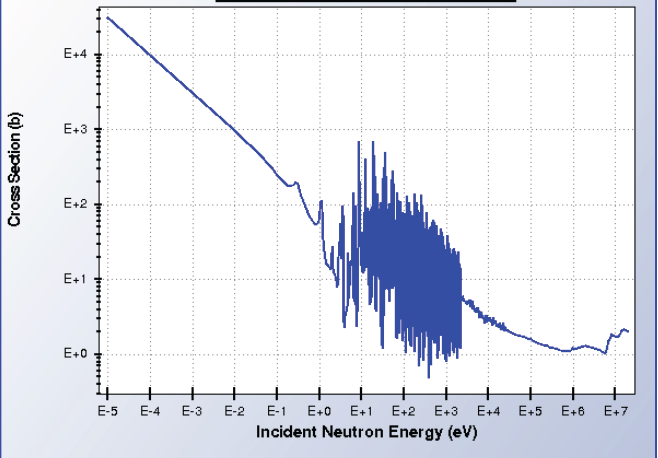 Cross Section (b)
E+4
E+3
E+2
E+1
E+0
E-5 E-4 E-3 E-2 E-1 E+0 E+1 E+2 E+3 E+4 E+5 E+6 E+7
Incident Neutron Energy (eV)